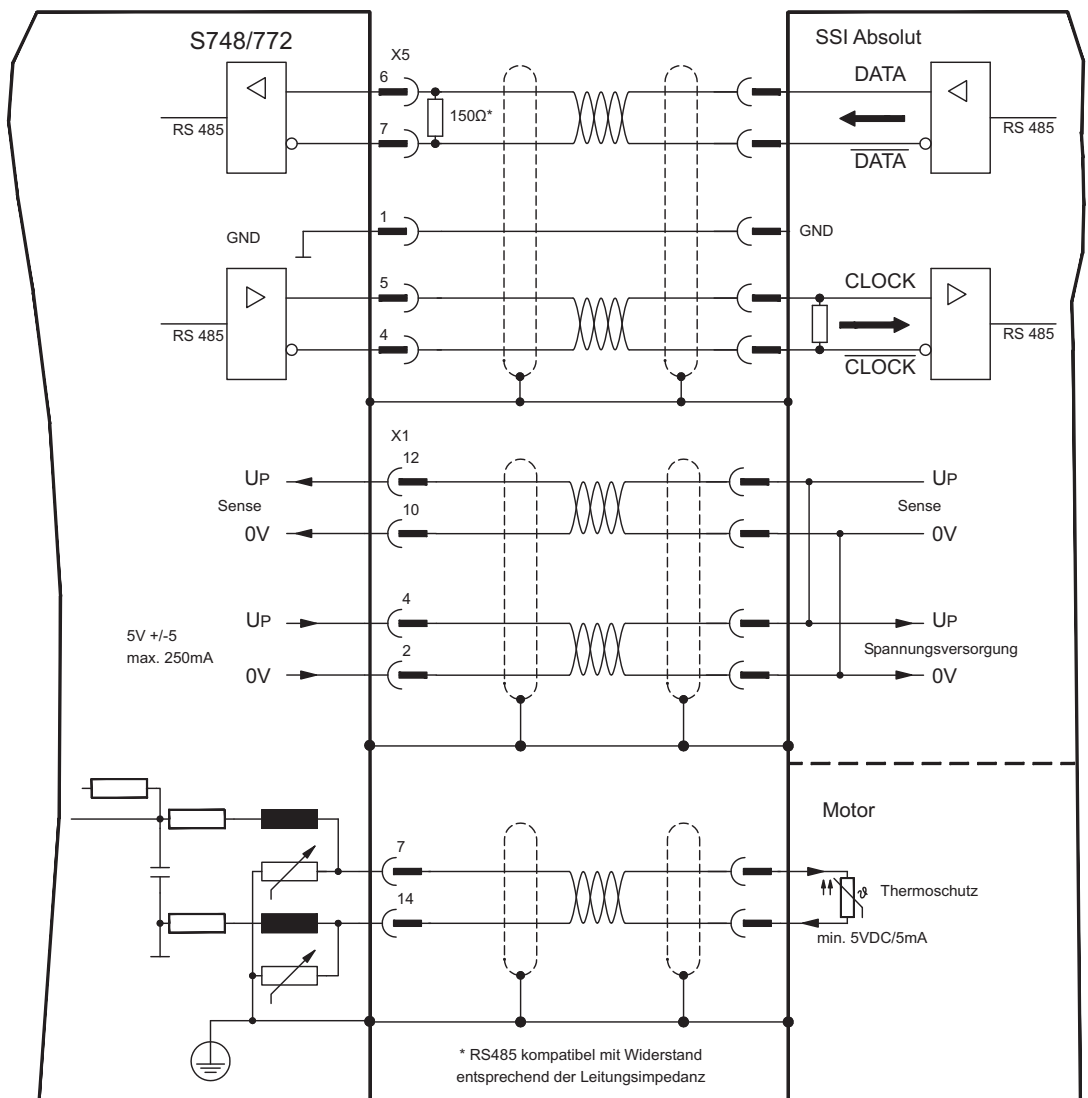 S748/772
SSI Absolut
X5
6
DATA
150Ω*
RS 485
RS 485
7
DATA
1
GND
GND
5
CLOCK
RS 485
RS 485
4
CLOCK
X1
12
UP
UP
Sense
Sense
10
0V
0V
4
UP
UP
5V +/-5
max. 250mA
Spannungsversorgung
2
0V
0V
Motor
7
ϑ
Thermoschutz
14
min. 5VDC/5mA
* RS485 kompatibel mit Widerstand
entsprechend der Leitungsimpedanz